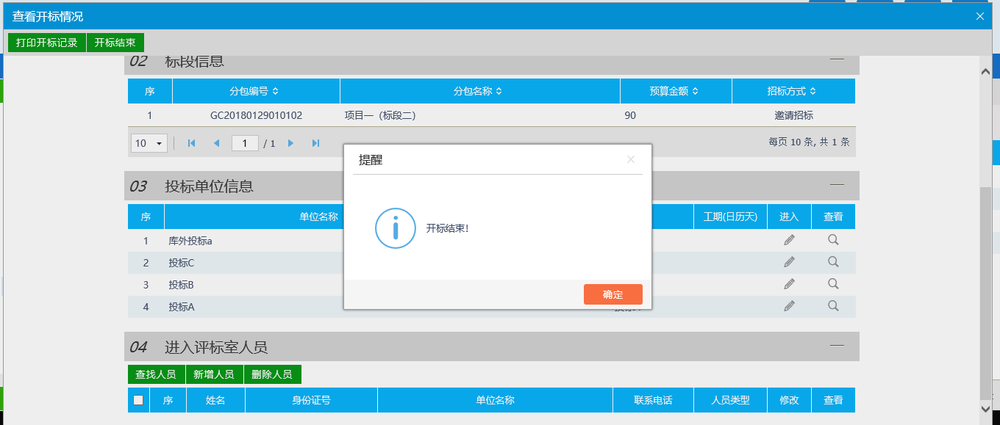 查看开标情况
打印开标记录 开标结束
02 标段信息
序 分包编号 分包名称 预算金额 招标方式
1 GC20180129010102 项目一（标段二） 90 邀请招标
10 1 / 1 每页 10 条, 共 1 条
提醒
03 投标单位信息
序 单位名称 工期(日历天) 进入 查看
开标结束!
1 库外投标a
2 投标C
3 投标B
确定
4 投标A
04 进入评标室人员
查找人员 新增人员 删除人员
序 姓名 身份证号 单位名称 联系电话 人员类型 修改 查看